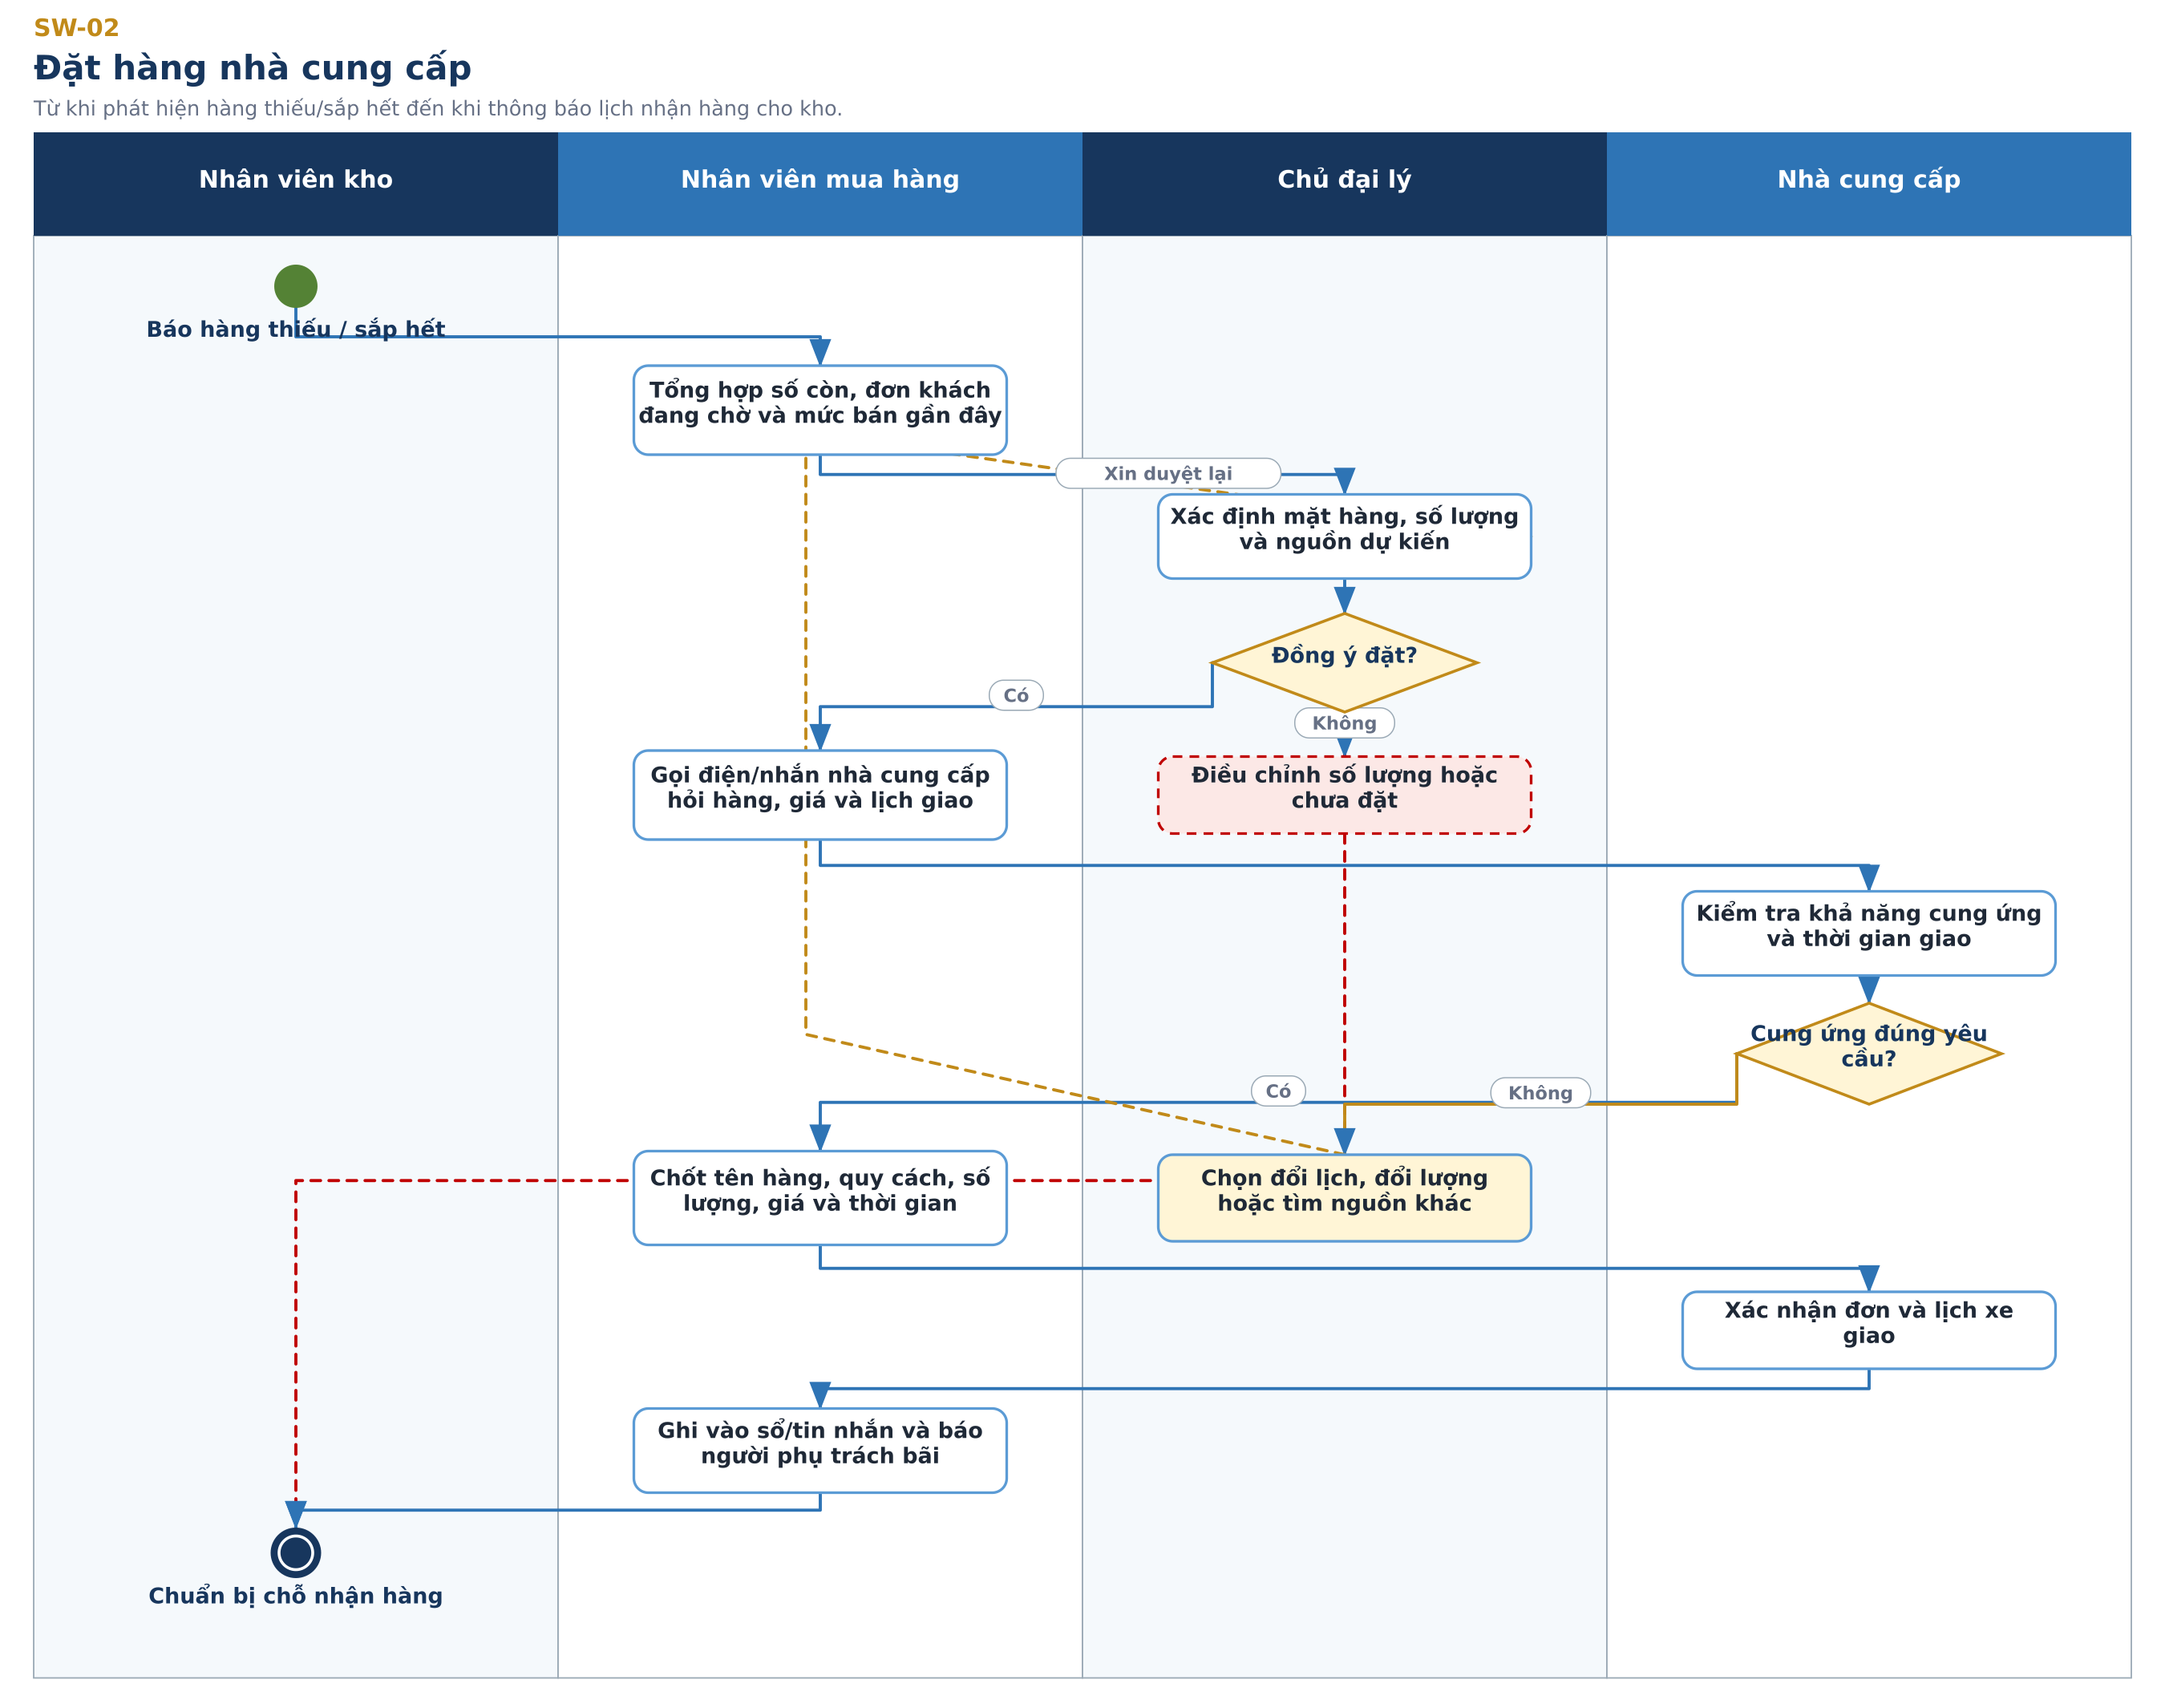 SW-02
Đặt hàng nhà cung cấp
Từ khi phát hiện hàng thiếu/sắp hết đến khi thông báo lịch nhận hàng cho kho.
Nhân viên kho
Nhân viên mua hàng
Chủ đại lý
Nhà cung cấp
Báo hàng thiếu / sắp hết
Tổng hợp số còn, đơn khách
đang chờ và mức bán gần đây
Xin duyệt lại
Xác định mặt hàng, số lượng
và nguồn dự kiến
Đồng ý đặt?
Có
Không
Gọi điện/nhắn nhà cung cấp
hỏi hàng, giá và lịch giao
Điều chỉnh số lượng hoặc
chưa đặt
Kiểm tra khả năng cung ứng
và thời gian giao
Cung ứng đúng yêu
cầu?
Có
Không
Chốt tên hàng, quy cách, số
lượng, giá và thời gian
Chọn đổi lịch, đổi lượng
hoặc tìm nguồn khác
Xác nhận đơn và lịch xe
giao
Ghi vào sổ/tin nhắn và báo
người phụ trách bãi
Chuẩn bị chỗ nhận hàng